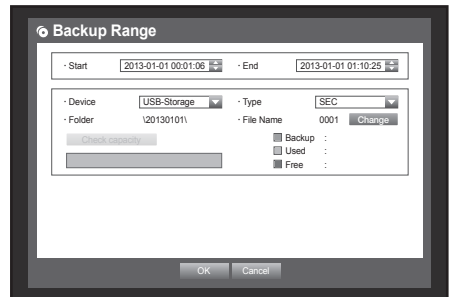 Backup Range
· Start 2013-01-01 00:01:06 · End 2013-01-01 01:10:25
· Device USB-Storage · Type SEC
· Folder \20130101\ · File Name 0001 Change
Check capacity Backup :
Used :
Free :
OK Cancel